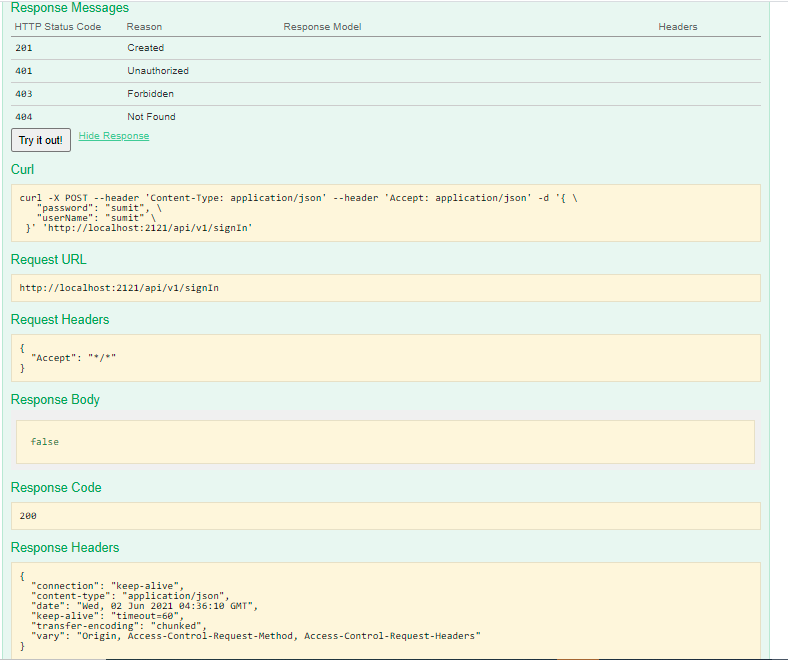 Response Messages
HTTP Status Code Reason Response Model Headers
201 Created
401 Unauthorized
403 Forbidden
404 Not Found
Try it out! Hide Response
Curl
curl -X POST --header 'Content-Type: application/json' --header 'Accept: application/json' -d '{ \
"password": "sumit", \
"userName": "sumit" \
}' 'http://localhost:2121/api/v1/signIn'
Request URL
http://localhost:2121/api/v1/signIn
Request Headers
{
"Accept": "*/*"
}
Response Body
false
Response Code
200
Response Headers
{
"connection": "keep-alive",
"content-type": "application/json",
"date": "Wed, 02 Jun 2021 04:36:10 GMT",
"keep-alive": "timeout=60",
"transfer-encoding": "chunked",
"vary": "Origin, Access-Control-Request-Method, Access-Control-Request-Headers"
}